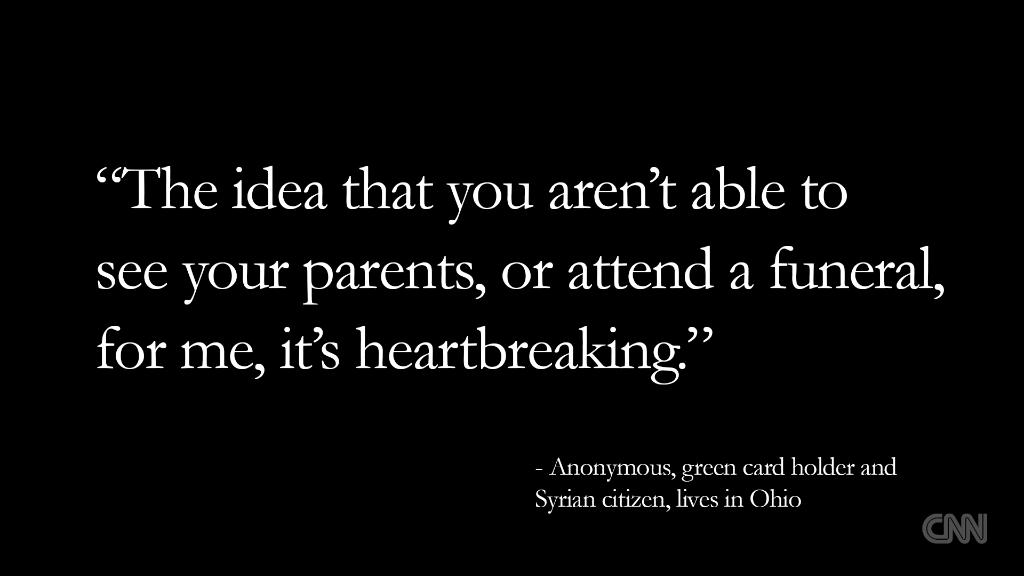 “The idea that you aren’t able to
see your parents, or attend a funeral,
for me, it’s heartbreaking.”
- Anonymous, green card holder and
Syrian citizen, lives in Ohio
CNN